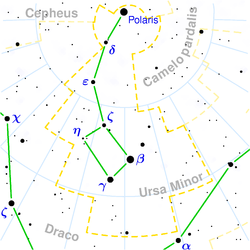 Cepheus
Polaris
Camelopardalis
δ
ε
χ
ζ
η
β
γ
Ursa Minor
ζ
Draco
α